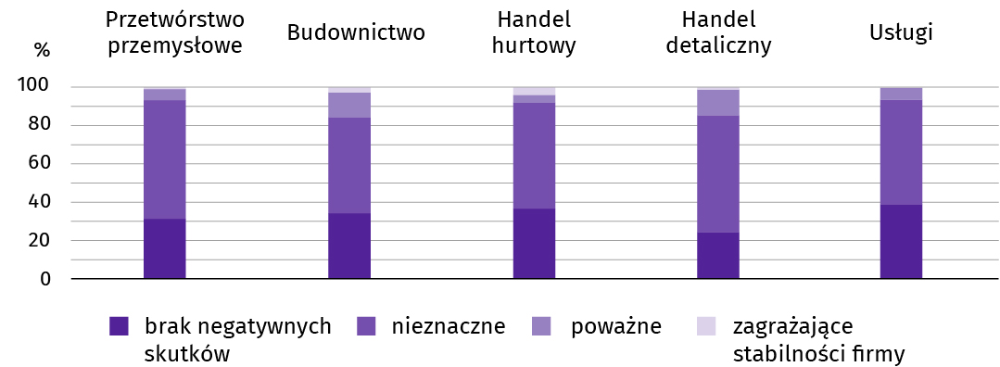 Przetwórstwo
przemysłowe
Budownictwo
Handel
hurtowy
Handel
detaliczny
Usługi
%
100
80
60
40
20
0
brak negatywnych
skutków
nieznaczne
poważne
zagrażające
stabilności firmy